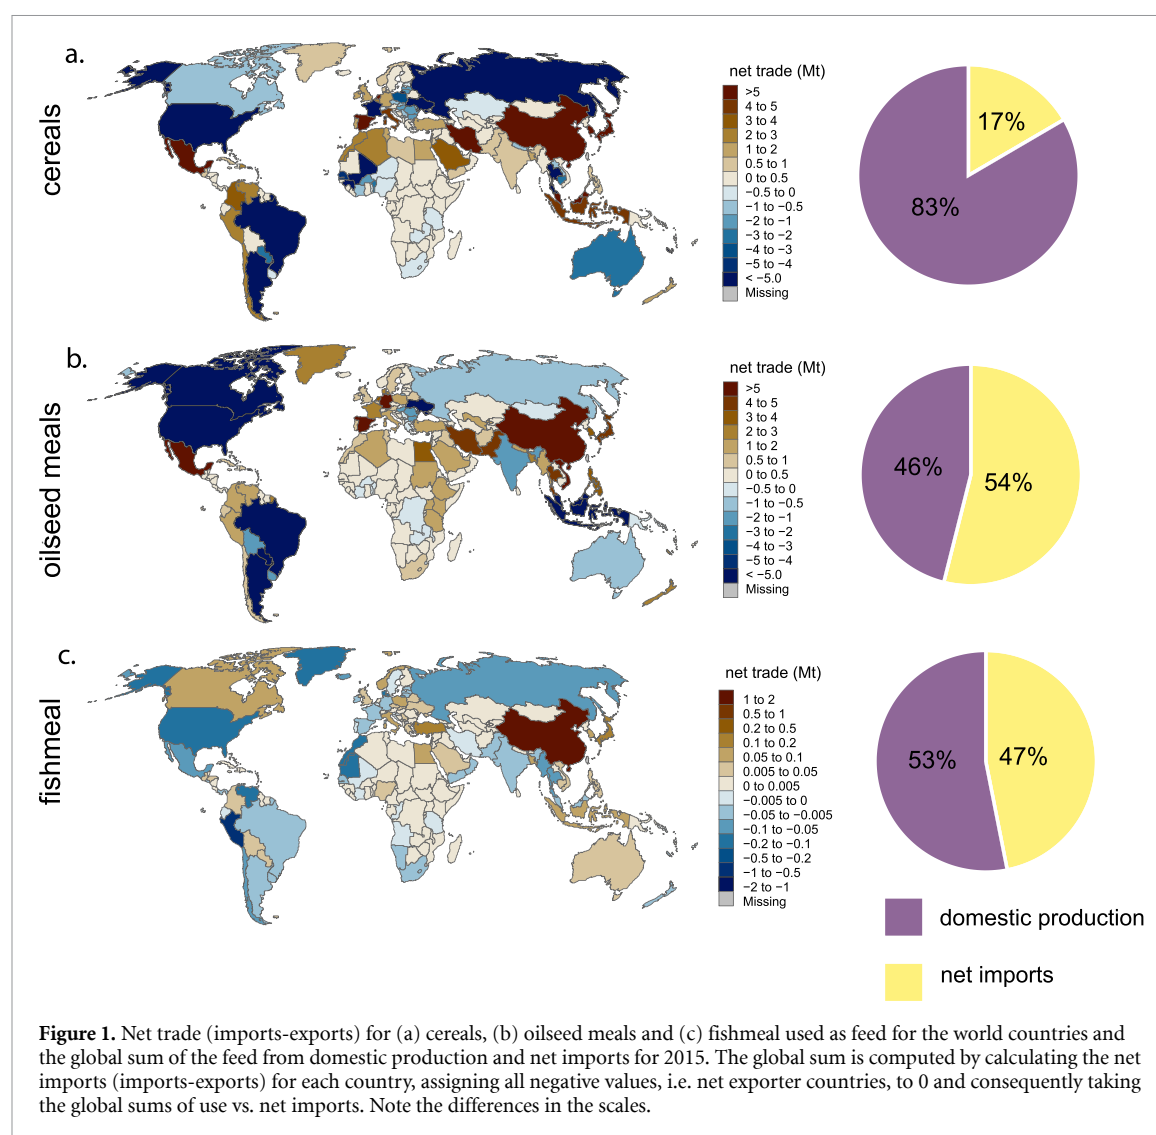 a.
cereals
net trade (Mt)
>5
4 to 5
3 to 4
2 to 3
1 to 2
0.5 to 1
0 to 0.5
−0.5 to 0
−1 to −0.5
−2 to −1
−3 to −2
−4 to −3
−5 to −4
< −5.0
Missing
17%
83%
b.
oilseed meals
net trade (Mt)
>5
4 to 5
3 to 4
2 to 3
1 to 2
0.5 to 1
0 to 0.5
−0.5 to 0
−1 to −0.5
−2 to −1
−3 to −2
−4 to −3
−5 to −4
< −5.0
Missing
46%
54%
c.
fishmeal
net trade (Mt)
1 to 2
0.5 to 1
0.2 to 0.5
0.1 to 0.2
0.05 to 0.1
0.005 to 0.05
0 to 0.005
−0.005 to 0
−0.05 to −0.005
−0.1 to −0.05
−0.2 to −0.1
−0.5 to −0.2
−1 to −0.5
−2 to −1
Missing
53%
47%
domestic production
net imports
Figure 1. Net trade (imports-exports) for (a) cereals, (b) oilseed meals and (c) fishmeal used as feed for the world countries and
the global sum of the feed from domestic production and net imports for 2015. The global sum is computed by calculating the net
imports (imports-exports) for each country, assigning all negative values, i.e. net exporter countries, to 0 and consequently taking
the global sums of use vs. net imports. Note the differences in the scales.